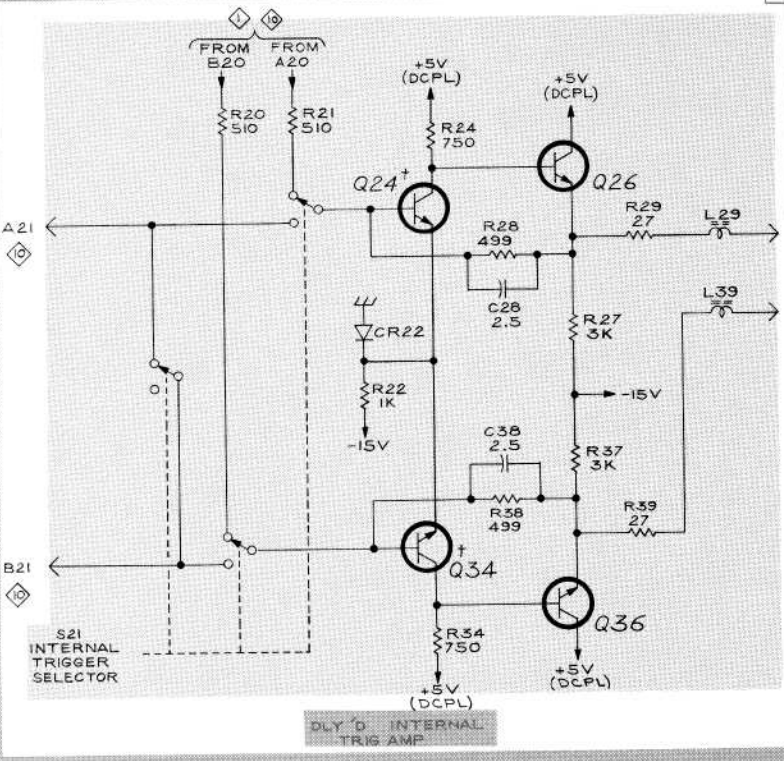 1 10
FROM B20
FROM A20
R20
510
R21
510
+5V
(DCPL)
R24
750
+5V
(DCPL)
Q24†
Q26
A21
10
R28
499
C28
2.5
R29
27
L29
L39
CR22
R22
1K
-15V
R27
3K
-15V
C38
2.5
R37
3K
R38
499
R39
27
B21
10
†
Q34
R34
750
+5V
(DCPL)
Q36
+5V
(DCPL)
S21
INTERNAL
TRIGGER
SELECTOR
DLY'D INTERNAL
TRIG AMP